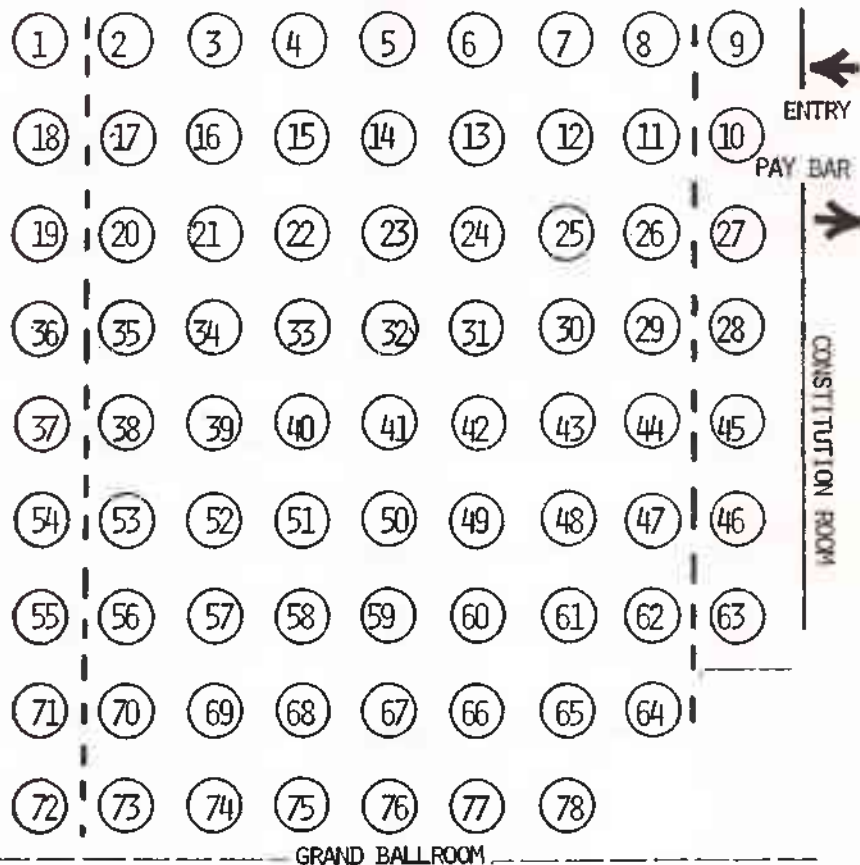 1 2 3 4 5 6 7 8 9
ENTRY
18 17 16 15 14 13 12 11 10
PAY BAR
19 20 21 22 23 24 25 26 27
36 35 34 33 32 31 30 29 28
CONSTITUTION ROOM
37 38 39 40 41 42 43 44 45
54 53 52 51 50 49 48 47 46
55 56 57 58 59 60 61 62 63
71 70 69 68 67 66 65 64
72 73 74 75 76 77 78
GRAND BALLROOM